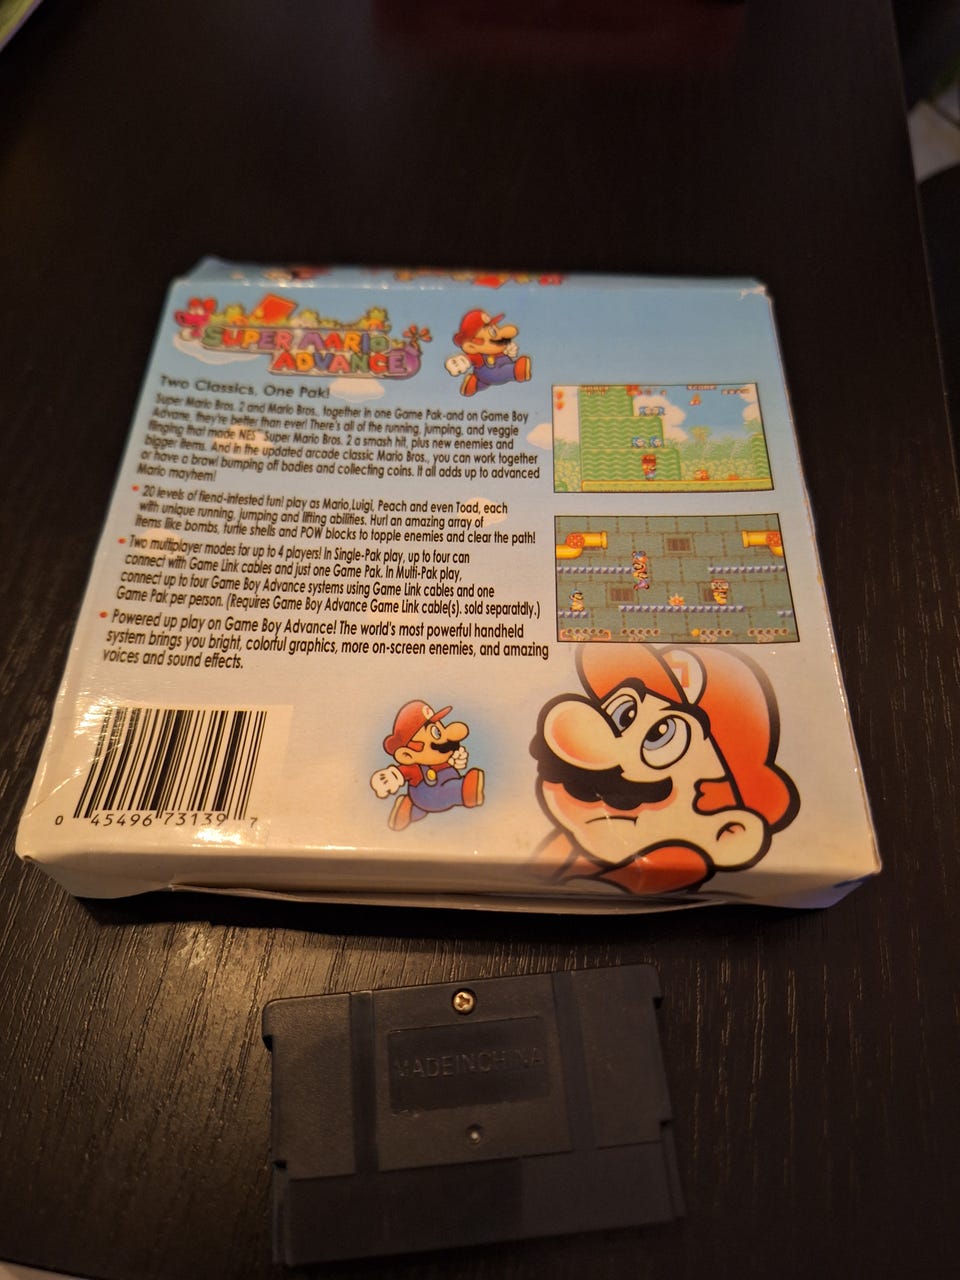 SUPER MARIO
ADVANCE
Two Classics, One Pak!
Super Mario Bros. 2 and Mario Bros., together in one Game Pak-and on Game Boy
Advane, they're better than ever! There's all of the running, jumping, and veggie
flinging that made NES™ Super Mario Bros. 2 a smash hit, plus new enemies and
bigger items. And in the updated arcade classic Mario Bros., you can work together
or have a brawl bumping off badies and collecting coins. It all adds up to advanced
Mario mayhem!
• 20 levels of fiend-infested fun! play as Mario,Luigi, Peach and even Toad, each
with unique running, jumping and lifting abilities. Hurl an amazing array of
items like bombs, turtle shells and POW blocks to topple enemies and clear the path!
• Two multiplayer modes for up to 4 players! In Single-Pak play, up to four can
connect with Game Link cables and just one Game Pak. In Multi-Pak play,
connect up to four Game Boy Advance systems using Game Link cables and one
Game Pak per person. (Requires Game Boy Advance Game Link cable(s). sold separatdly.)
• Powered up play on Game Boy Advance! The world's most powerful handheld
system brings you bright, colorful graphics, more on-screen enemies, and amazing
voices and sound effects.
0 45496 73139 7
MADEINCHINA